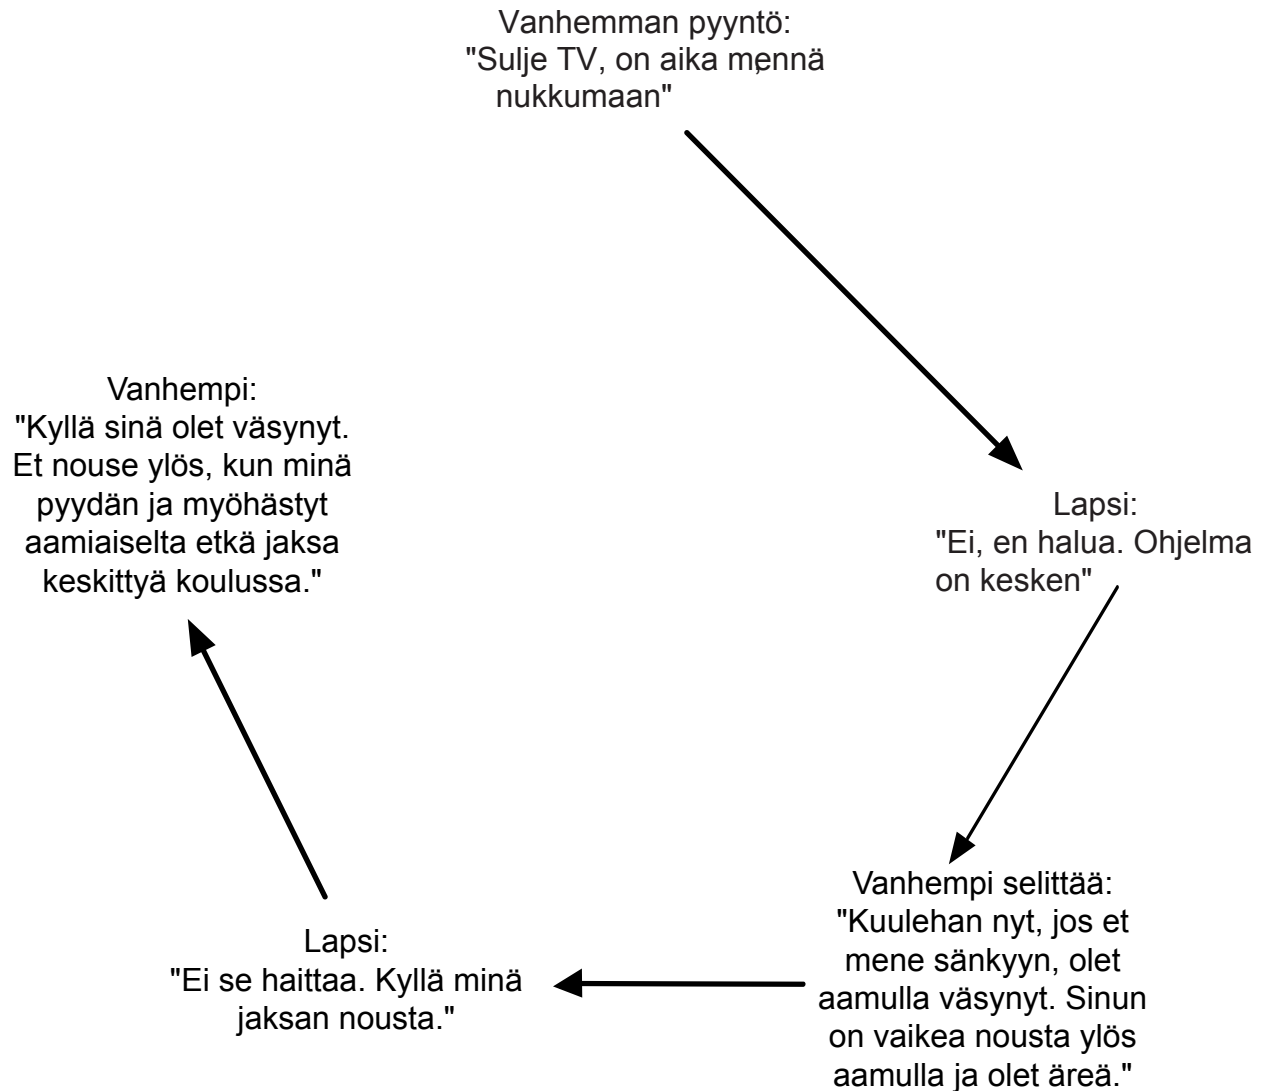 Vanhemman pyyntö:
"Sulje TV, on aika mennä
nukkumaan"
Lapsi:
"Ei, en halua. Ohjelma
on kesken"
Vanhempi selittää:
"Kuulehan nyt, jos et
mene sänkyyn, olet
aamulla väsynyt. Sinun
on vaikea nousta ylös
aamulla ja olet äreä."
Lapsi:
"Ei se haittaa. Kyllä minä
jaksan nousta."
Vanhempi:
"Kyllä sinä olet väsynyt.
Et nouse ylös, kun minä
pyydän ja myöhästyt
aamiaiselta etkä jaksa
keskittyä koulussa."